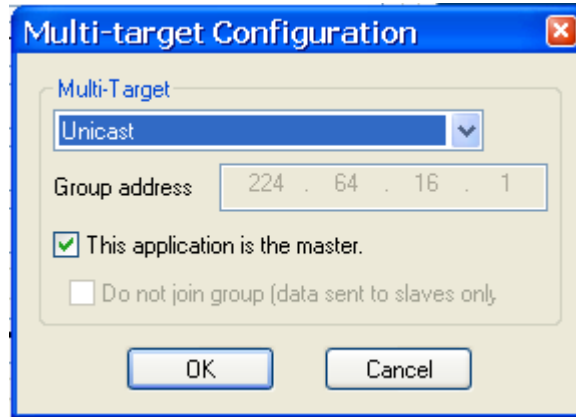 Multi-target Configuration
Multi-Target
Unicast
Group address 224 . 64 . 16 . 1
This application is the master.
Do not join group (data sent to slaves only
OK Cancel